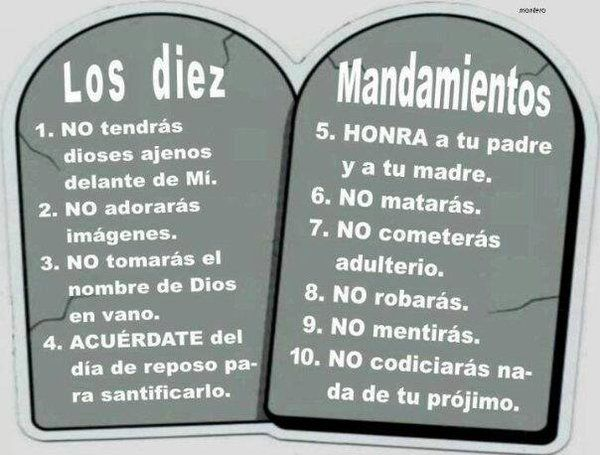 montero
Los diez
1. NO tendrás
dioses ajenos
delante de Mí.
2. NO adorarás
imágenes.
3. NO tomarás el
nombre de Dios
en vano.
4. ACUÉRDATE del
día de reposo pa-
ra santificarlo.
Mandamientos
5. HONRA a tu padre
y a tu madre.
6. NO matarás.
7. NO cometerás
adulterio.
8. NO robarás.
9. NO mentirás.
10. NO codiciarás na-
da de tu prójimo.